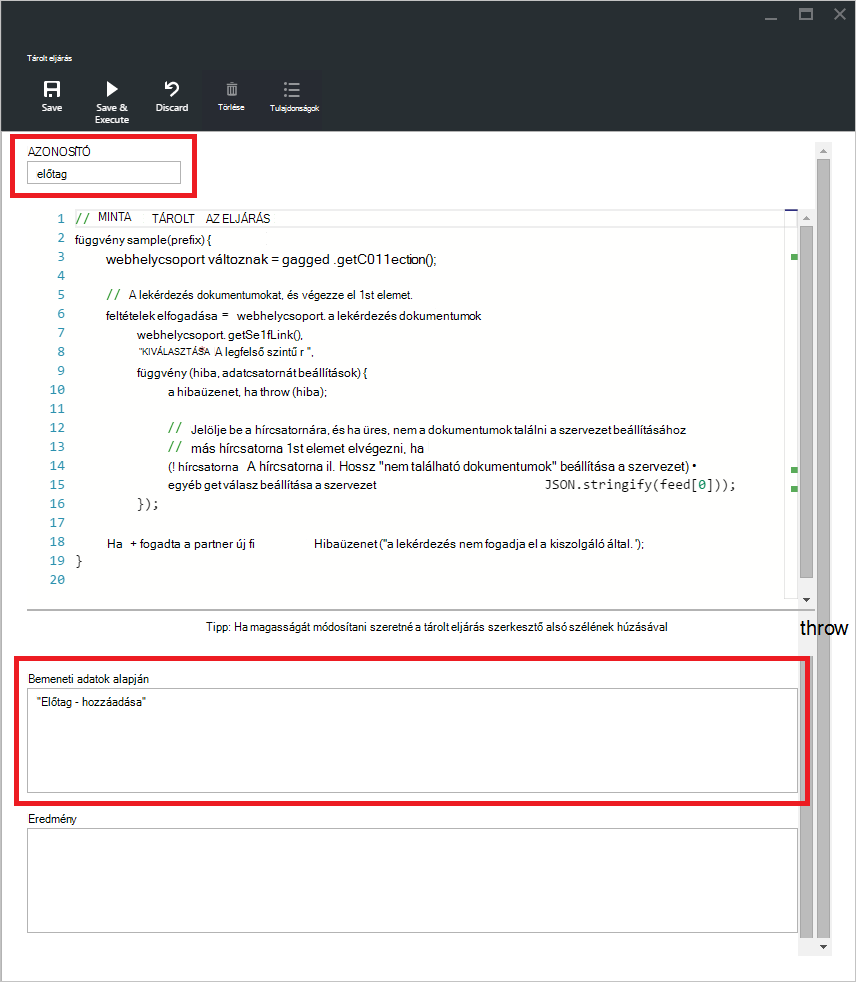 Tárolt eljárás
Save
Save & Execute
Discard
Törlése
Tulajdonságok
AZONOSÍTÓ
előtag
1 // MINTA TÁROLT AZ ELJÁRÁS
2 függvény sample(prefix) {
3 webhelycsoport változnak = gagged .getC011ection();
4
5 // A lekérdezés dokumentumokat, és végezze el 1st elemet.
6 feltételek elfogadása = webhelycsoport. a lekérdezés dokumentumok
7 webhelycsoport. getSe1fLink(),
8 "KIVÁLASZTÁSA A legfelső szintű r ",
9 függvény (hiba, adatcsatornát beállítások) {
10 a hibaüzenet, ha throw (hiba);
11
12 // Jelölje be a hírcsatornára, és ha üres, nem a dokumentumok találni a szervezet beállításához
13 // más hírcsatorna 1st elemet elvégezni, ha
14 (! hírcsatorna A hírcsatorna il. Hossz "nem található dokumentumok" beállítása a szervezet) •
15 egyéb get válasz beállítása a szervezet JSON.stringify(feed[0]));
16 });
17
18 Ha + fogadta a partner új fi Hibaüzenet ("a lekérdezés nem fogadja el a kiszolgáló által. ');
19 }
20
Tipp: Ha magasságát módosítani szeretné a tárolt eljárás szerkesztő alsó szélének húzásával
throw
Bemeneti adatok alapján
"Előtag - hozzáadása"
Eredmény